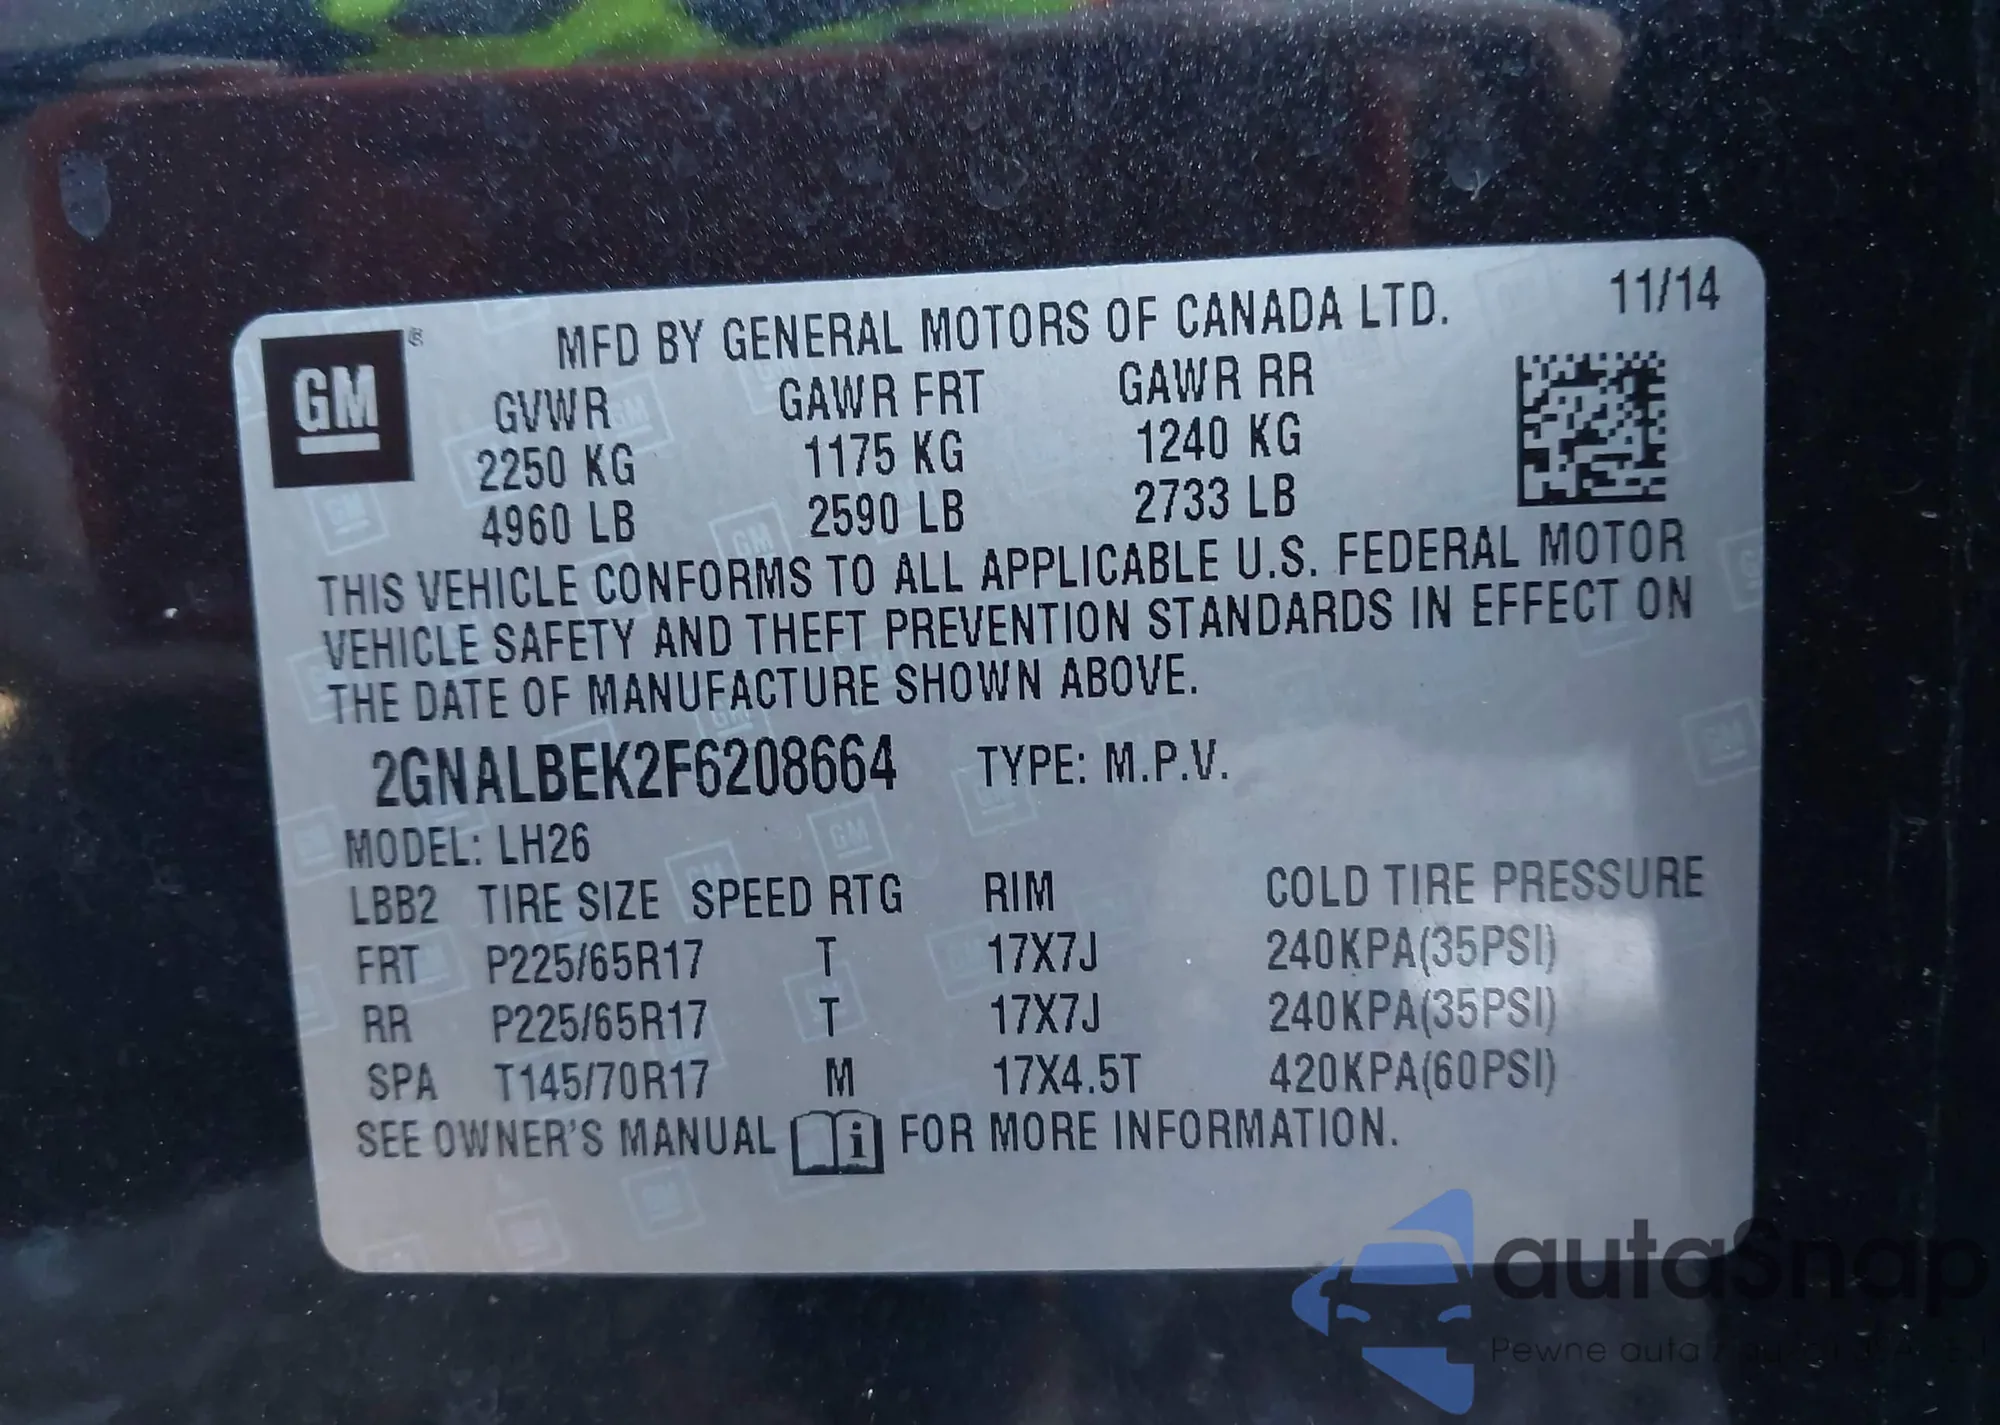 GM
MFD BY GENERAL MOTORS OF CANADA LTD. 11/14
GVWR GAWR FRT GAWR RR
2250 KG 1175 KG 1240 KG
4960 LB 2590 LB 2733 LB
THIS VEHICLE CONFORMS TO ALL APPLICABLE U.S. FEDERAL MOTOR
VEHICLE SAFETY AND THEFT PREVENTION STANDARDS IN EFFECT ON
THE DATE OF MANUFACTURE SHOWN ABOVE.
2GNALBEK2F6208664 TYPE: M.P.V.
MODEL: LH26
LBB2 TIRE SIZE SPEED RTG RIM COLD TIRE PRESSURE
FRT P225/65R17 T 17X7J 240KPA(35PSI)
RR P225/65R17 T 17X7J 240KPA(35PSI)
SPA T145/70R17 M 17X4.5T 420KPA(60PSI)
SEE OWNER'S MANUAL i FOR MORE INFORMATION.
autaSnap
Pewne auta